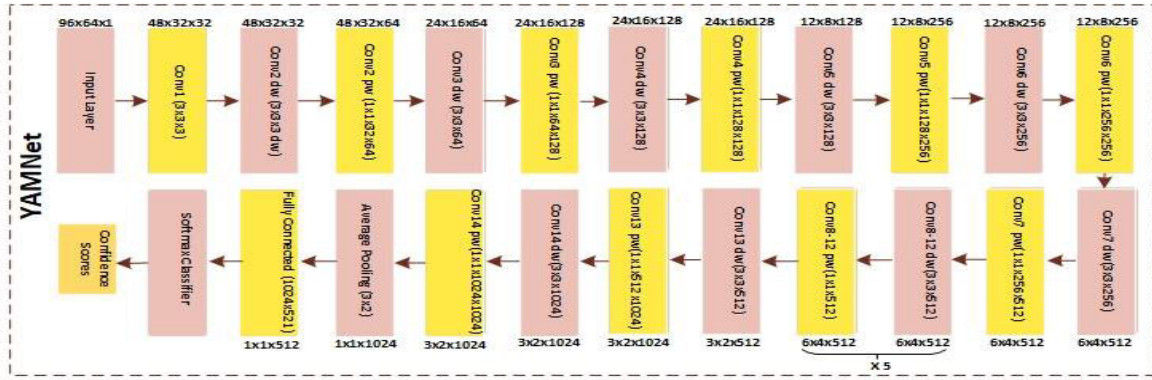 YAMNet
96x64x1
48x32x32
48x32x32
48x32x64
24x16x64
24x16x128
24x16x128
24x16x128
12x8x128
12x8x256
12x8x256
12x8x256
Input Layer
Conv1 (3x3x3)
Conv2 dw (3x3x3 dw)
Conv2 pw (1x1x32x64)
Conv3 dw (3x3x64)
Conv3 pw (1x1x64x128)
Conv4 dw (3x3x128)
Conv4 pw (1x1x128x128)
Conv5 dw (3x3x128)
Conv5 pw(1x1x128x256)
Conv6 dw (3x3x256)
Conv6 pw(1x1x256x256)
Confidence
Scores
Softmax Classifier
Fully Connected (1024x521)
Average Pooling (3x2)
Conv14 pw(1x1x1024x1024)
Conv14 dw(3x3x1024)
Conv13 pw(1x1x512x1024)
Conv13 dw(3x3x512)
Conv8-12 pw(1x1x512)
Conv8-12 dw(3x3x512)
Conv7 pw(1x1x256x512)
Conv7 dw(3x3x256)
1x1x512
1x1x1024
3x2x1024
3x2x1024
3x2x1024
3x2x512
6x4x512
6x4x512
6x4x512
6x4x512
X 5